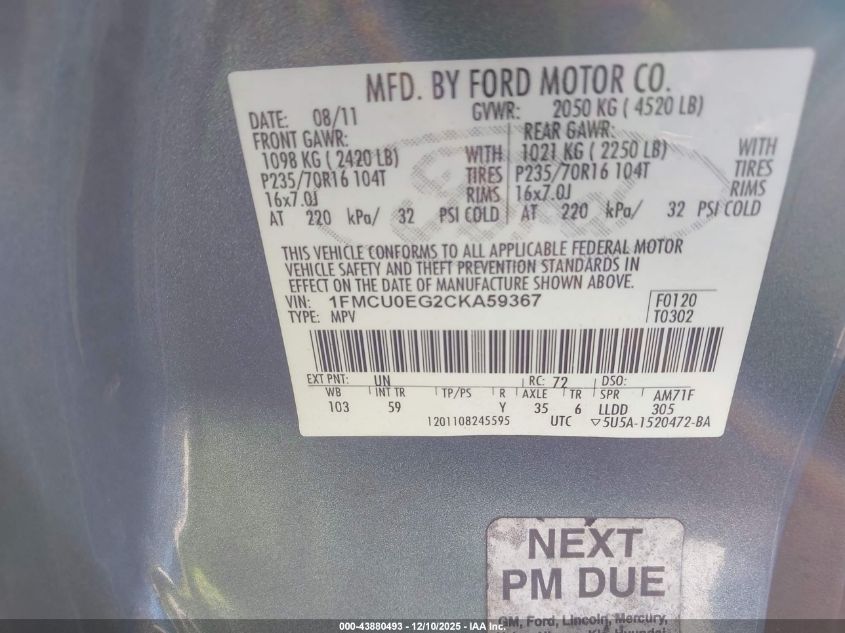 MFD. BY FORD MOTOR CO.
DATE: 08/11 GVWR: 2050 KG ( 4520 LB)
FRONT GAWR: REAR GAWR:
1098 KG ( 2420 LB) WITH 1021 KG ( 2250 LB) WITH
P235/70R16 104T TIRES P235/70R16 104T TIRES
16x7.0J RIMS 16x7.0J RIMS
AT 220 kPa/ 32 PSI COLD AT 220 kPa/ 32 PSI COLD
THIS VEHICLE CONFORMS TO ALL APPLICABLE FEDERAL MOTOR
VEHICLE SAFETY AND THEFT PREVENTION STANDARDS IN
EFFECT ON THE DATE OF MANUFACTURE SHOWN ABOVE.
VIN: 1FMCU0EG2CKA59367 F0120
TYPE: MPV T0302
EXT PNT: UN RC: 72 DSO:
WB INT TR TP/PS R AXLE TR SPR AM71F
103 59 Y 35 6 LLDD 305
1201108245595 UTC ▽5U5A-1520472-BA
NEXT
PM DUE
GM, Ford, Lincoln, Mercury,
000-43880493 - 12/10/2025 - IAA Inc.